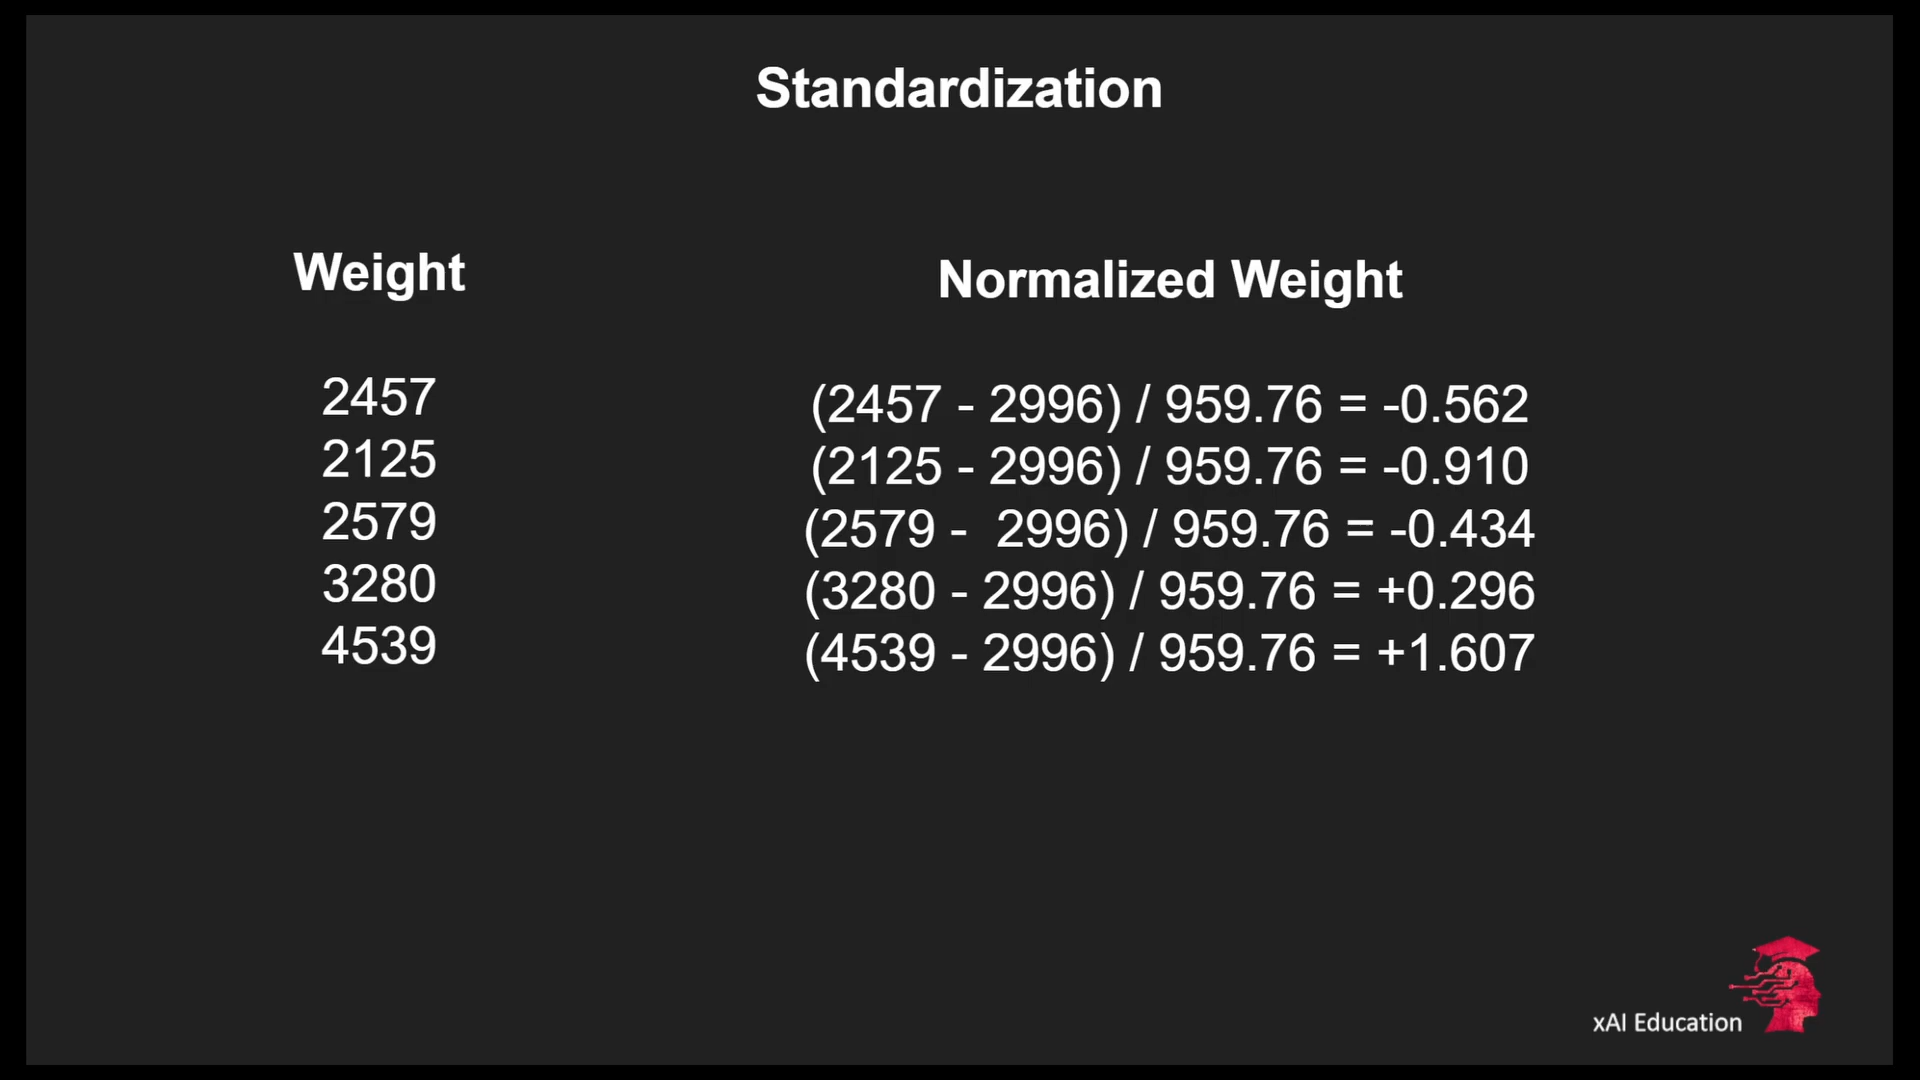 Standardization
Weight
2457
2125
2579
3280
4539
Normalized Weight
(2457 - 2996) / 959.76 = -0.562
(2125 - 2996) / 959.76 = -0.910
(2579 -  2996) / 959.76 = -0.434
(3280 - 2996) / 959.76 = +0.296
(4539 - 2996) / 959.76 = +1.607
xAI Education